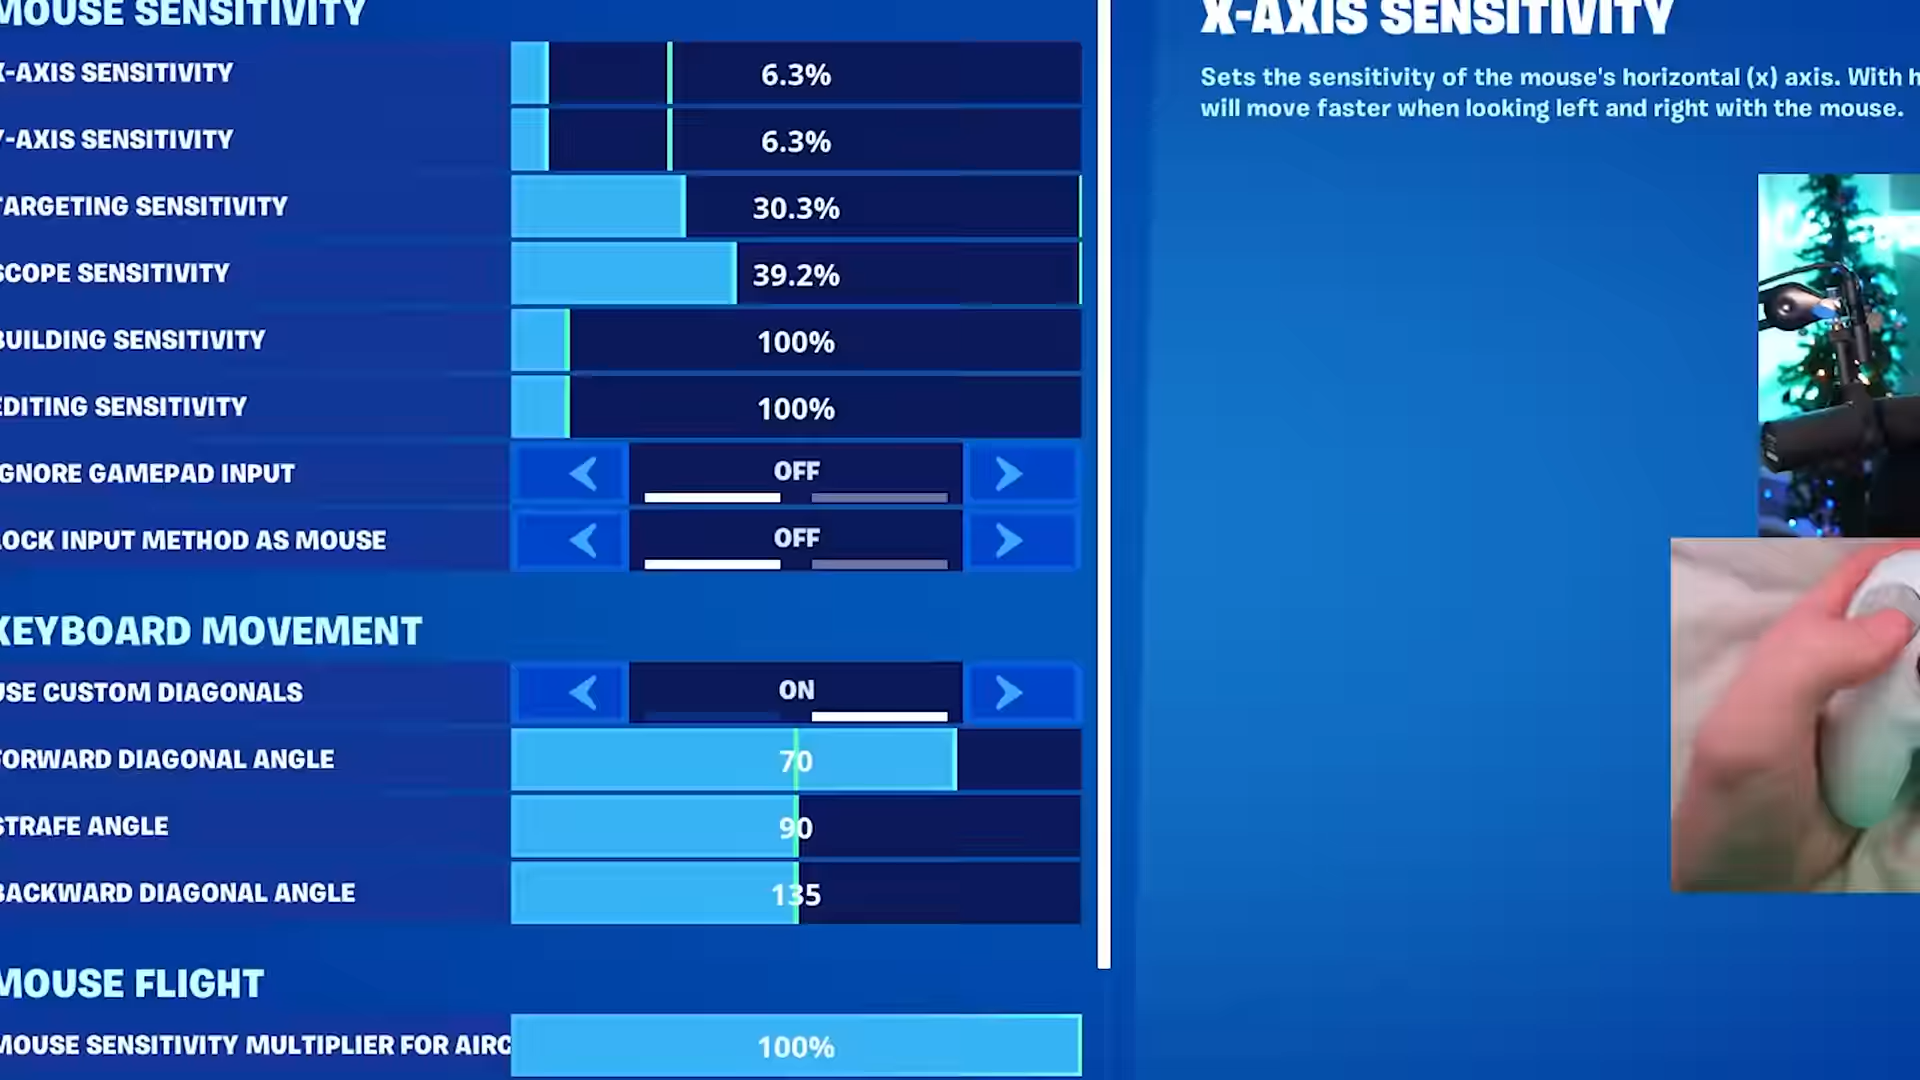 MOUSE SENSITIVITY
X-AXIS SENSITIVITY 6.3%
Y-AXIS SENSITIVITY 6.3%
TARGETING SENSITIVITY 30.3%
SCOPE SENSITIVITY 39.2%
BUILDING SENSITIVITY 100%
EDITING SENSITIVITY 100%
IGNORE GAMEPAD INPUT OFF
LOCK INPUT METHOD AS MOUSE OFF
KEYBOARD MOVEMENT
USE CUSTOM DIAGONALS ON
FORWARD DIAGONAL ANGLE 70
STRAFE ANGLE 90
BACKWARD DIAGONAL ANGLE 135
MOUSE FLIGHT
MOUSE SENSITIVITY MULTIPLIER FOR AIRC 100%
X-AXIS SENSITIVITY
Sets the sensitivity of the mouse's horizontal (x) axis. With h
will move faster when looking left and right with the mouse.